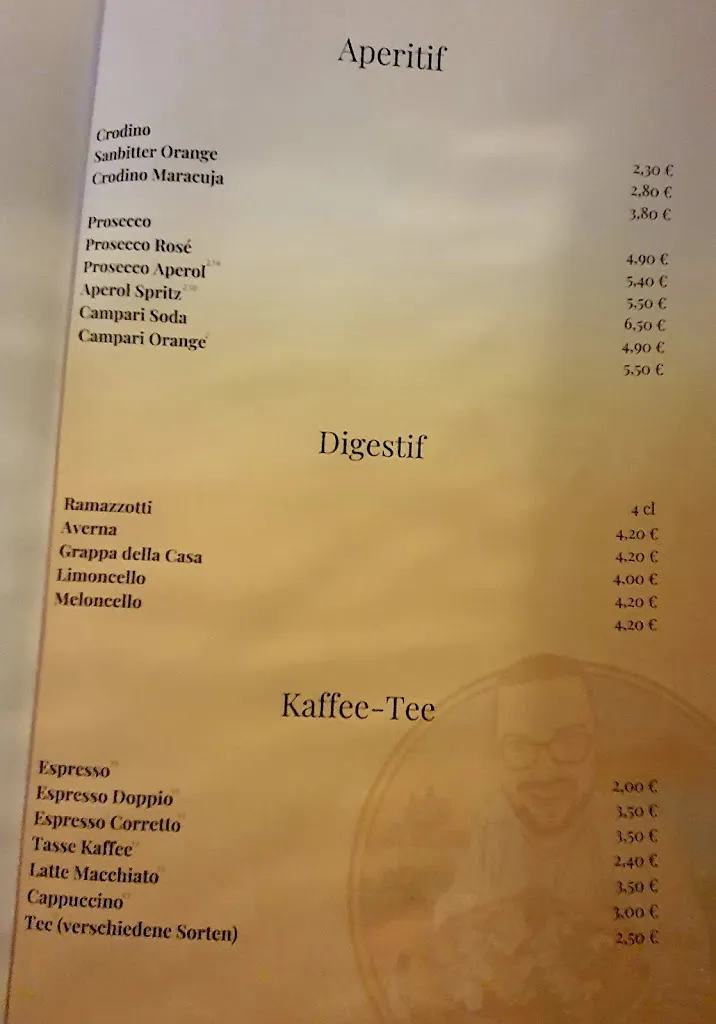 Aperitif
Crodino 2,30 €
Sanbitter Orange 2,80 €
Crodino Maracuja 3,80 €
Prosecco 4,90 €
Prosecco Rosé 5,40 €
Prosecco Aperol 5,50 €
Aperol Spritz 6,50 €
Campari Soda 4,90 €
Campari Orange 5,50 €
Digestif
4 cl
Ramazzotti 4,20 €
Averna 4,20 €
Grappa della Casa 4,00 €
Limoncello 4,20 €
Meloncello 4,20 €
Kaffee-Tee
Espresso 2,00 €
Espresso Doppio 3,50 €
Espresso Corretto 3,50 €
Tasse Kaffee 2,40 €
Latte Macchiato 3,50 €
Cappuccino 3,00 €
Tee (verschiedene Sorten) 2,50 €